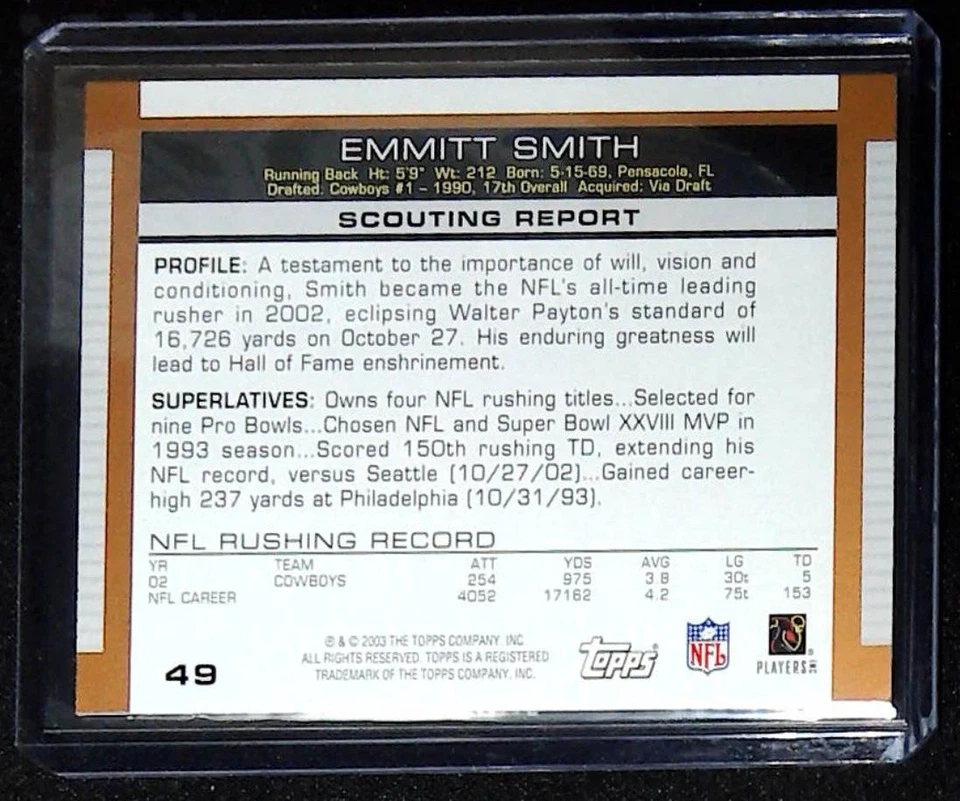 EMMITT SMITH
Running Back Ht: 5'9" Wt: 212 Born: 5-15-69, Pensacola, FL
Drafted: Cowboys #1 - 1990, 17th Overall Acquired: Via Draft
SCOUTING REPORT
PROFILE: A testament to the importance of will, vision and
conditioning, Smith became the NFL's all-time leading
rusher in 2002, eclipsing Walter Payton's standard of
16,726 yards on October 27. His enduring greatness will
lead to Hall of Fame enshrinement.
SUPERLATIVES: Owns four NFL rushing titles...Selected for
nine Pro Bowls...Chosen NFL and Super Bowl XXVIII MVP in
1993 season...Scored 150th rushing TD, extending his
NFL record, versus Seattle (10/27/02)...Gained career-
high 237 yards at Philadelphia (10/31/93).
NFL RUSHING RECORD
YR TEAM ATT YDS AVG LG TD
02 COWBOYS 254 975 3.8 30t 5
NFL CAREER 4052 17162 4.2 75t 153
® & © 2003 THE TOPPS COMPANY, INC.
ALL RIGHTS RESERVED. TOPPS IS A REGISTERED
TRADEMARK OF THE TOPPS COMPANY, INC.
49
Topps®
NFL
PLAYERS